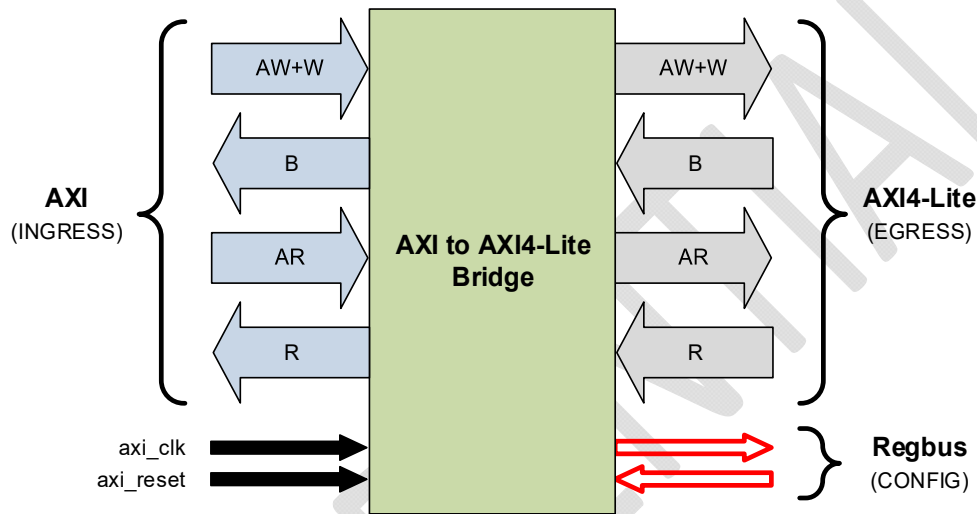 AXI
(INGRESS)
AW+W
B
AR
R
axi_clk
axi_reset
AXI to AXI4-Lite
Bridge
AW+W
B
AR
R
AXI4-Lite
(EGRESS)
Regbus
(CONFIG)